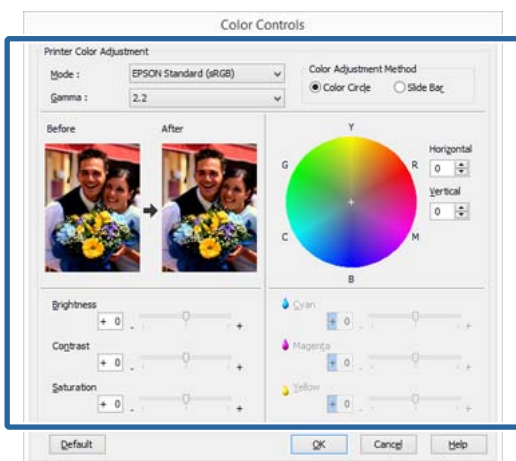 Color Controls
Printer Color Adjustment
Mode : EPSON Standard (sRGB)
Gamma : 2.2
Color Adjustment Method
Color Circle Slide Bar
Before After
Y
G R
C M
B
Horizontal
0
Vertical
0
Brightness
+ 0 - +
Contrast
+ 0 - +
Saturation
+ 0 - +
Cyan
+ 0 - +
Magenta
+ 0 - +
Yellow
+ 0 - +
Default OK Cancel Help